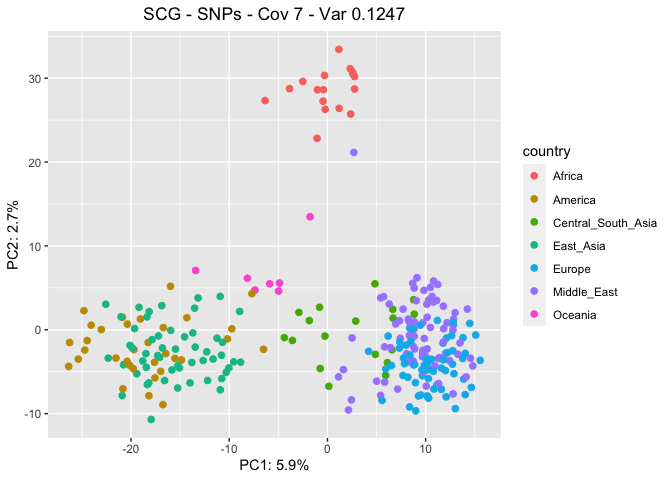 SCG - SNPs - Cov 7 - Var 0.1247
30
20
10
0
-10
PC2: 2.7%
-20
-10
0
10
PC1: 5.9%
country
Africa
America
Central_South_Asia
East_Asia
Europe
Middle_East
Oceania